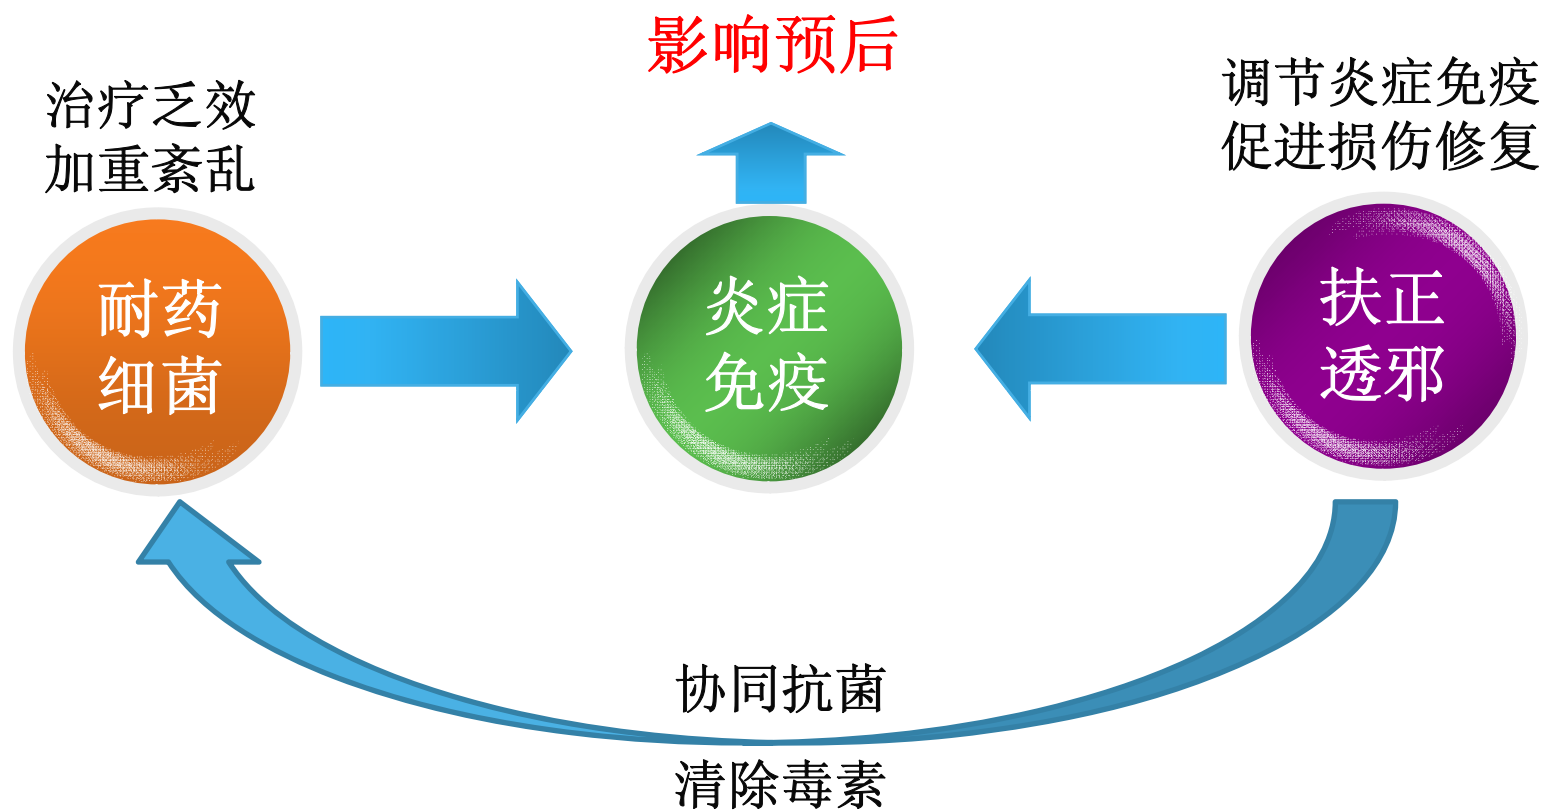 影响预后
治疗乏效
加重紊乱
调节炎症免疫
促进损伤修复
耐药
细菌
炎症
免疫
扶正
透邪
协同抗菌
清除毒素